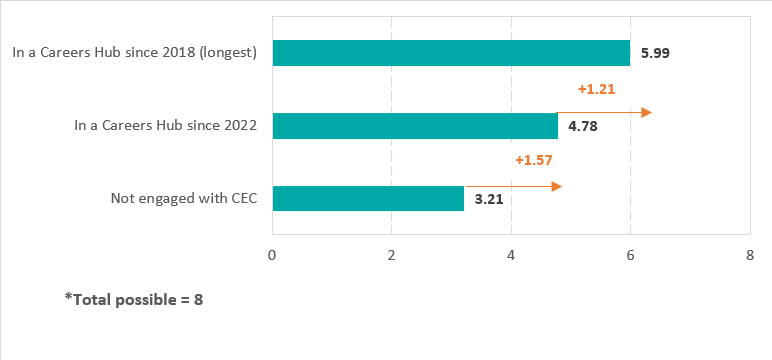 In a Careers Hub since 2018 (longest)
5.99
+1.21
In a Careers Hub since 2022
4.78
+1.57
Not engaged with CEC
3.21
0 2 4 6 8
*Total possible = 8